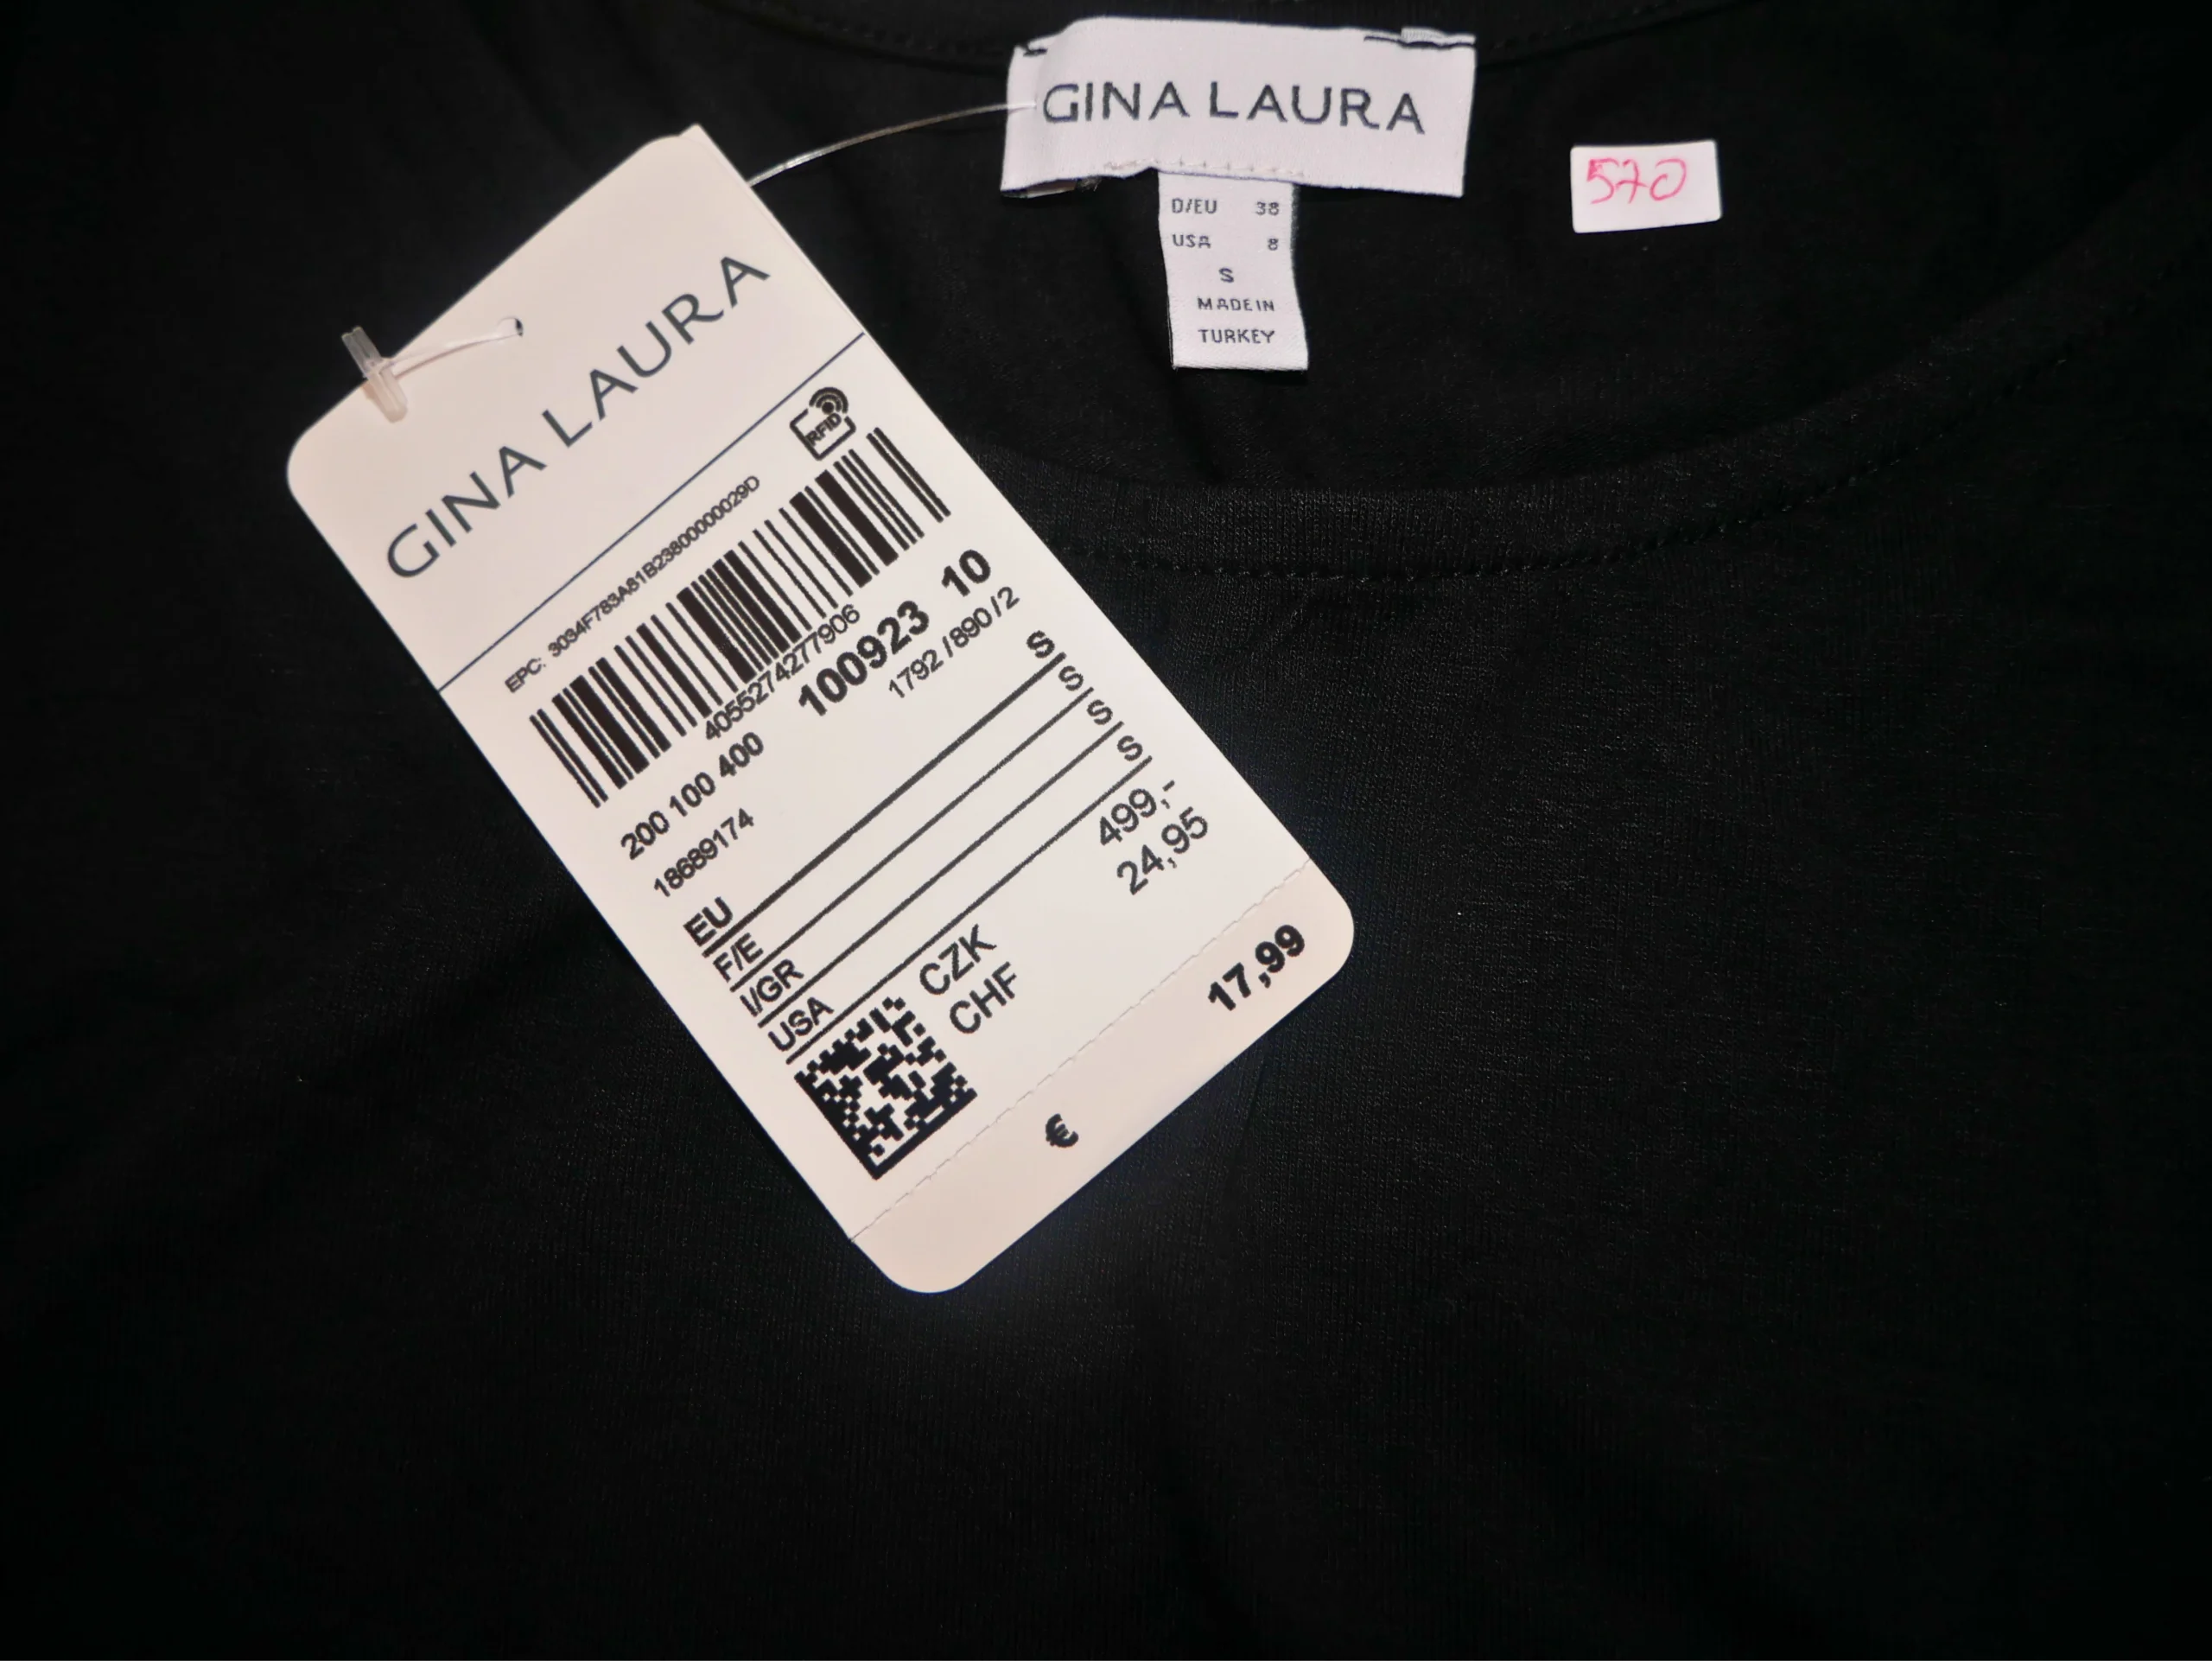 GINA LAURA
D/EU 38
USA 8
S
MADE IN
TURKEY
570
GINA LAURA
RFID
EPC: 3034F783A81B23800000029D
4055274277906
200 100 400 100923 10
18689174 1792/890/2
EU S
F/E S
I/GR S
USA S
CZK 499,-
CHF 24,95
€ 17,99